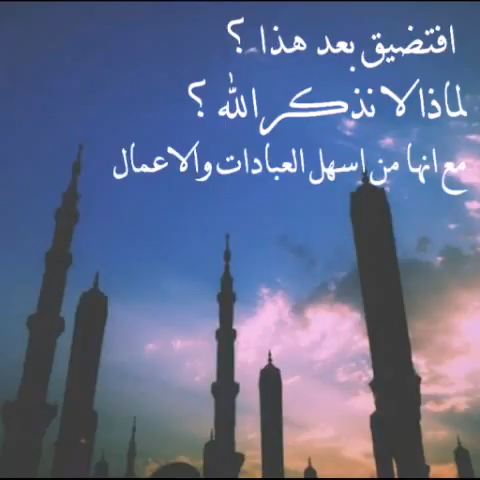 افتضيق بعد هذا ؟
لماذا لا نذكر الله ؟
مع انها من اسهل العبادات والاعمال